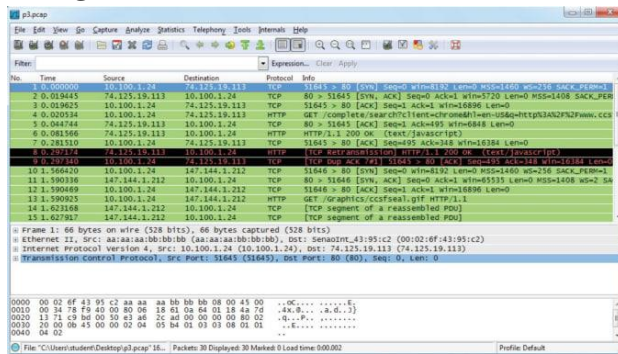 p3.pcap
File Edit View Go Capture Analyze Statistics Telephony Tools Internals Help
Filter: Expression... Clear Apply
No. Time Source Destination Protocol Info
1 0.000000 10.100.1.24 74.125.19.113 TCP 51645 > 80 [SYN] Seq=0 Win=8192 Len=0 MSS=1460 WS=256 SACK_PERM=1
2 0.019445 74.125.19.113 10.100.1.24 TCP 80 > 51645 [SYN, ACK] Seq=0 Ack=1 Win=5720 Len=0 MSS=1408 SACK_PER
3 0.019625 10.100.1.24 74.125.19.113 TCP 51645 > 80 [ACK] Seq=1 Ack=1 Win=16896 Len=0
4 0.020534 10.100.1.24 74.125.19.113 HTTP GET /complete/search?client=chrome&hl=en-US&q=http%3A%2F%2Fwww.ccs
5 0.044744 74.125.19.113 10.100.1.24 TCP 80 > 51645 [ACK] Seq=1 Ack=495 Win=6848 Len=0
6 0.081566 74.125.19.113 10.100.1.24 HTTP HTTP/1.1 200 OK (text/javascript)
7 0.281510 10.100.1.24 74.125.19.113 TCP 51645 > 80 [ACK] Seq=495 Ack=348 Win=16384 Len=0
8 0.297174 74.125.19.113 10.100.1.24 HTTP [TCP Retransmission] HTTP/1.1 200 OK (text/javascript)
9 0.297340 10.100.1.24 74.125.19.113 TCP [TCP Dup ACK 7#1] 51645 > 80 [ACK] Seq=495 Ack=348 Win=16384 Len=0
10 1.566420 10.100.1.24 147.144.1.212 TCP 51646 > 80 [SYN] Seq=0 Win=8192 Len=0 MSS=1460 WS=256 SACK_PERM=1
11 1.590336 147.144.1.212 10.100.1.24 TCP 80 > 51646 [SYN, ACK] Seq=0 Ack=1 Win=65535 Len=0 MSS=1408 WS=2 SA
12 1.590469 10.100.1.24 147.144.1.212 TCP 51646 > 80 [ACK] Seq=1 Ack=1 Win=16896 Len=0
13 1.590925 10.100.1.24 147.144.1.212 HTTP GET /Graphics/ccsfseal.gif HTTP/1.1
14 1.623168 147.144.1.212 10.100.1.24 TCP [TCP segment of a reassembled PDU]
15 1.627917 147.144.1.212 10.100.1.24 TCP [TCP segment of a reassembled PDU]
Frame 1: 66 bytes on wire (528 bits), 66 bytes captured (528 bits)
Ethernet II, Src: aa:aa:aa:bb:bb:bb (aa:aa:aa:bb:bb:bb), Dst: SenaoInt_43:95:c2 (00:02:6f:43:95:c2)
Internet Protocol Version 4, Src: 10.100.1.24 (10.100.1.24), Dst: 74.125.19.113 (74.125.19.113)
Transmission Control Protocol, Src Port: 51645 (51645), Dst Port: 80 (80), Seq: 0, Len: 0
0000 00 02 6f 43 95 c2 aa aa aa bb bb bb 08 00 45 00 ..oC.... ......E.
0010 00 34 78 f9 40 00 80 06 18 61 0a 64 01 18 4a 7d .4x.@... .a.d..J}
0020 13 71 c9 bd 00 50 e3 a6 2c ad 00 00 00 00 80 02 .q...P.. ,.......
0030 20 00 0b 45 00 00 02 04 05 b4 01 03 03 08 01 01 ..E.... ........
0040 04 02 ..
File: "C:\Users\student\Desktop\p3.pcap" 16... Packets: 30 Displayed: 30 Marked: 0 Load time: 0:00.002 Profile: Default